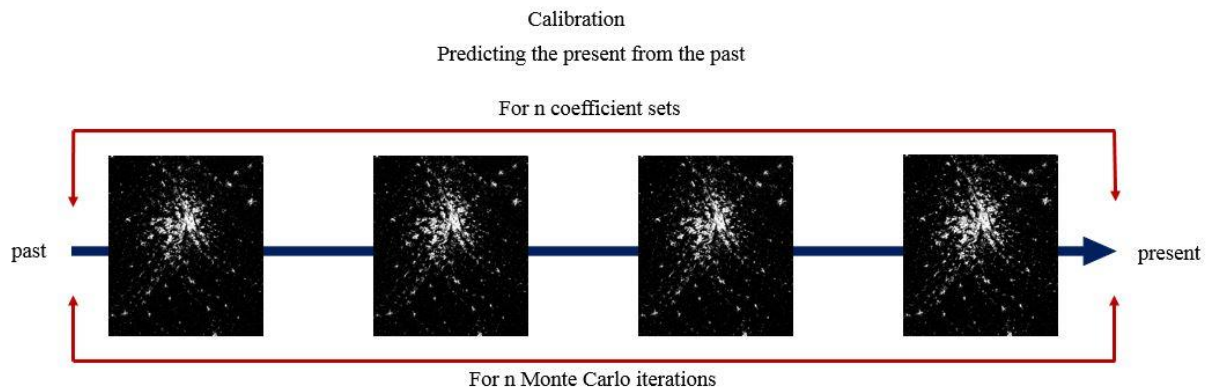 Calibration
Predicting the present from the past
For n coefficient sets
past
present
For n Monte Carlo iterations